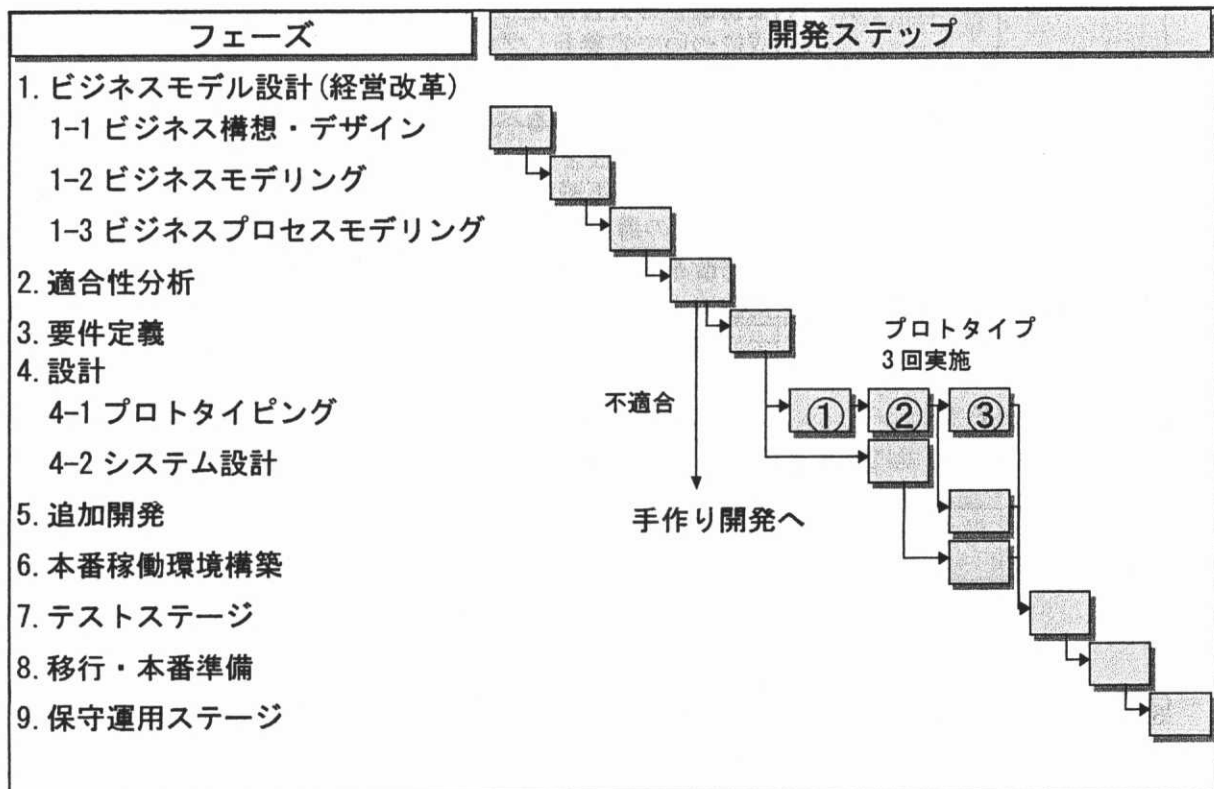 フェーズ
開発ステップ
1. ビジネスモデル設計(経営改革)
1-1 ビジネス構想・デザイン
1-2 ビジネスモデリング
1-3 ビジネスプロセスモデリング
2. 適合性分析
3. 要件定義
4. 設計
4-1 プロトタイピング
4-2 システム設計
5. 追加開発
6. 本番稼働環境構築
7. テストステージ
8. 移行・本番準備
9. 保守運用ステージ
プロトタイプ
3回実施
① ② ③
不適合
手作り開発へ